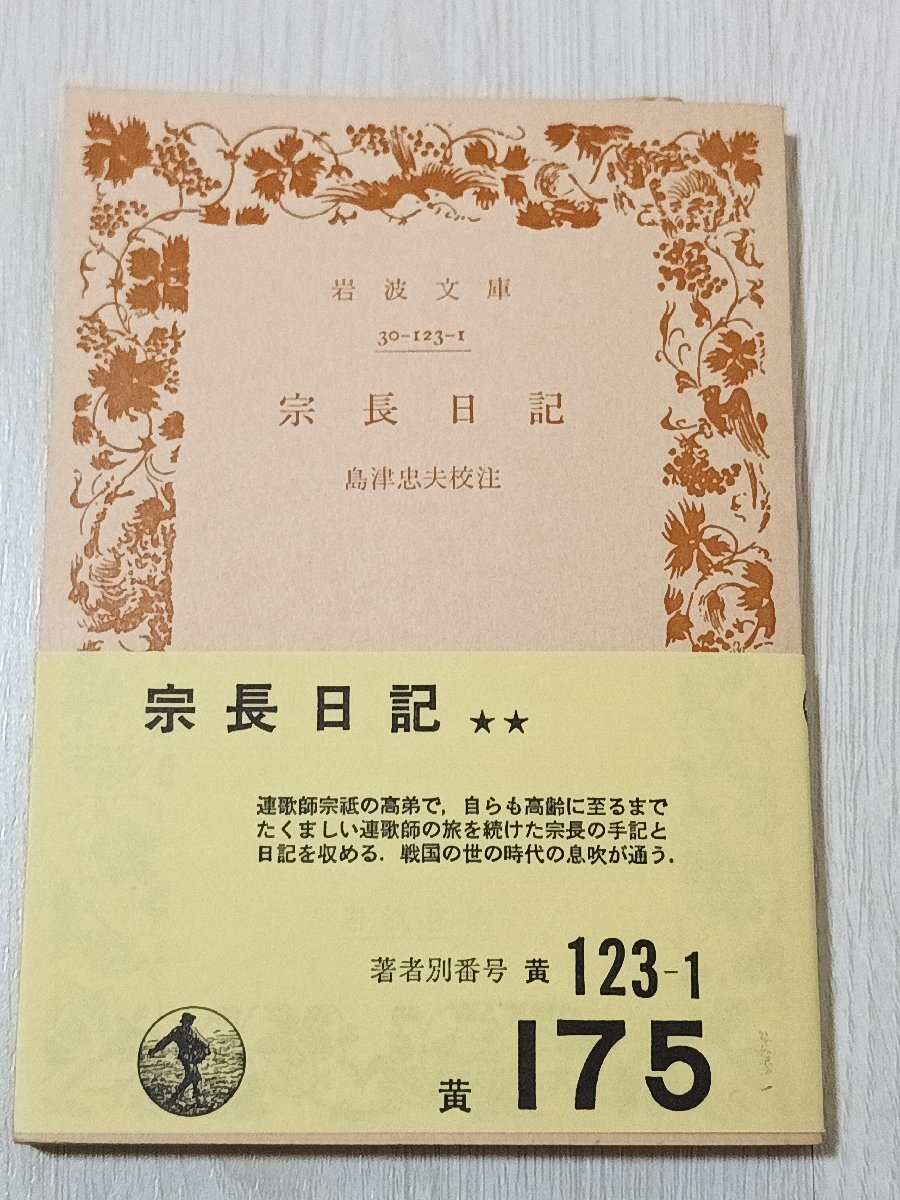 岩波文庫
30-123-1
宗長日記
島津忠夫校注
宗長日記 ★★
連歌師宗祇の高弟で，自らも高齢に至るまで
たくましい連歌師の旅を続けた宗長の手記と
日記を収める．戦国の世の時代の息吹が通う．
著者別番号 黄 123-1
黄 175